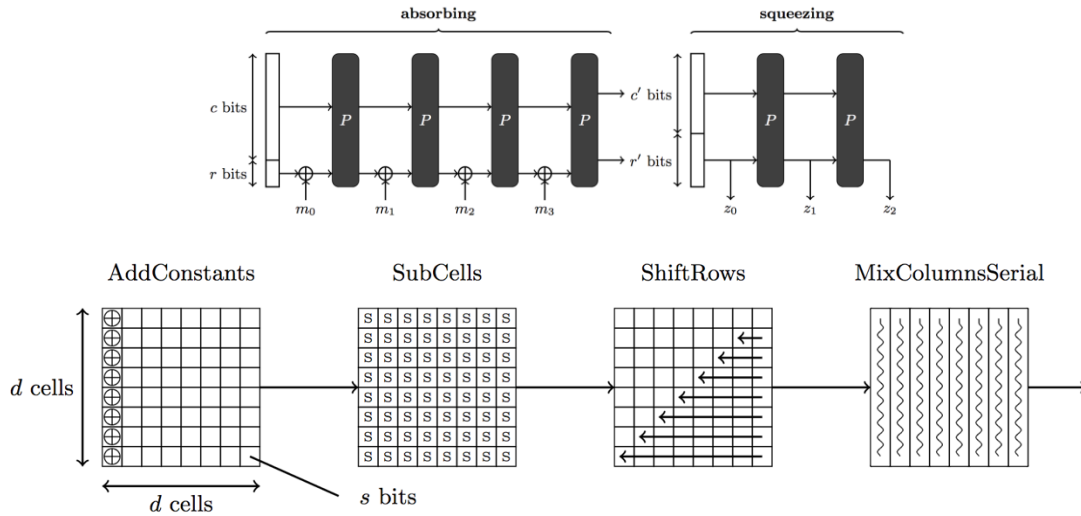 absorbing squeezing
c bits P P P P c′ bits P P
r bits r′ bits
m₀ m₁ m₂ m₃ z₀ z₁ z₂
AddConstants SubCells ShiftRows MixColumnsSerial
S S S S S S S S
S S S S S S S S
S S S S S S S S
d cells S S S S S S S S
S S S S S S S S
S S S S S S S S
S S S S S S S S
S S S S S S S S
d cells s bits